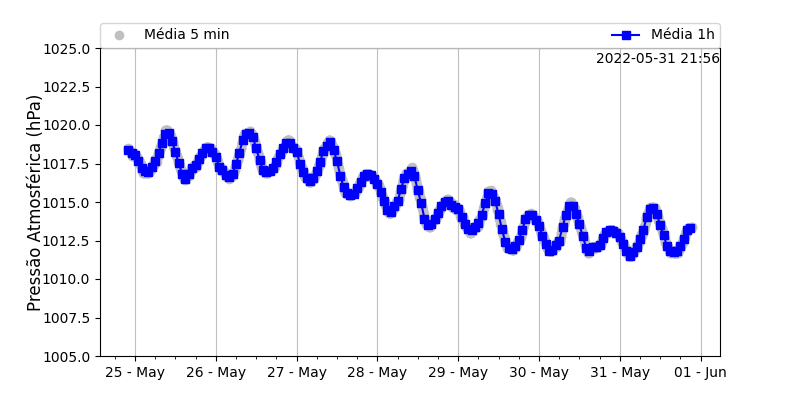 Média 5 min
Média 1h
2022-05-31 21:56
Pressão Atmosférica (hPa)
1025.0
1022.5
1020.0
1017.5
1015.0
1012.5
1010.0
1007.5
1005.0
25 - May
26 - May
27 - May
28 - May
29 - May
30 - May
31 - May
01 - Jun